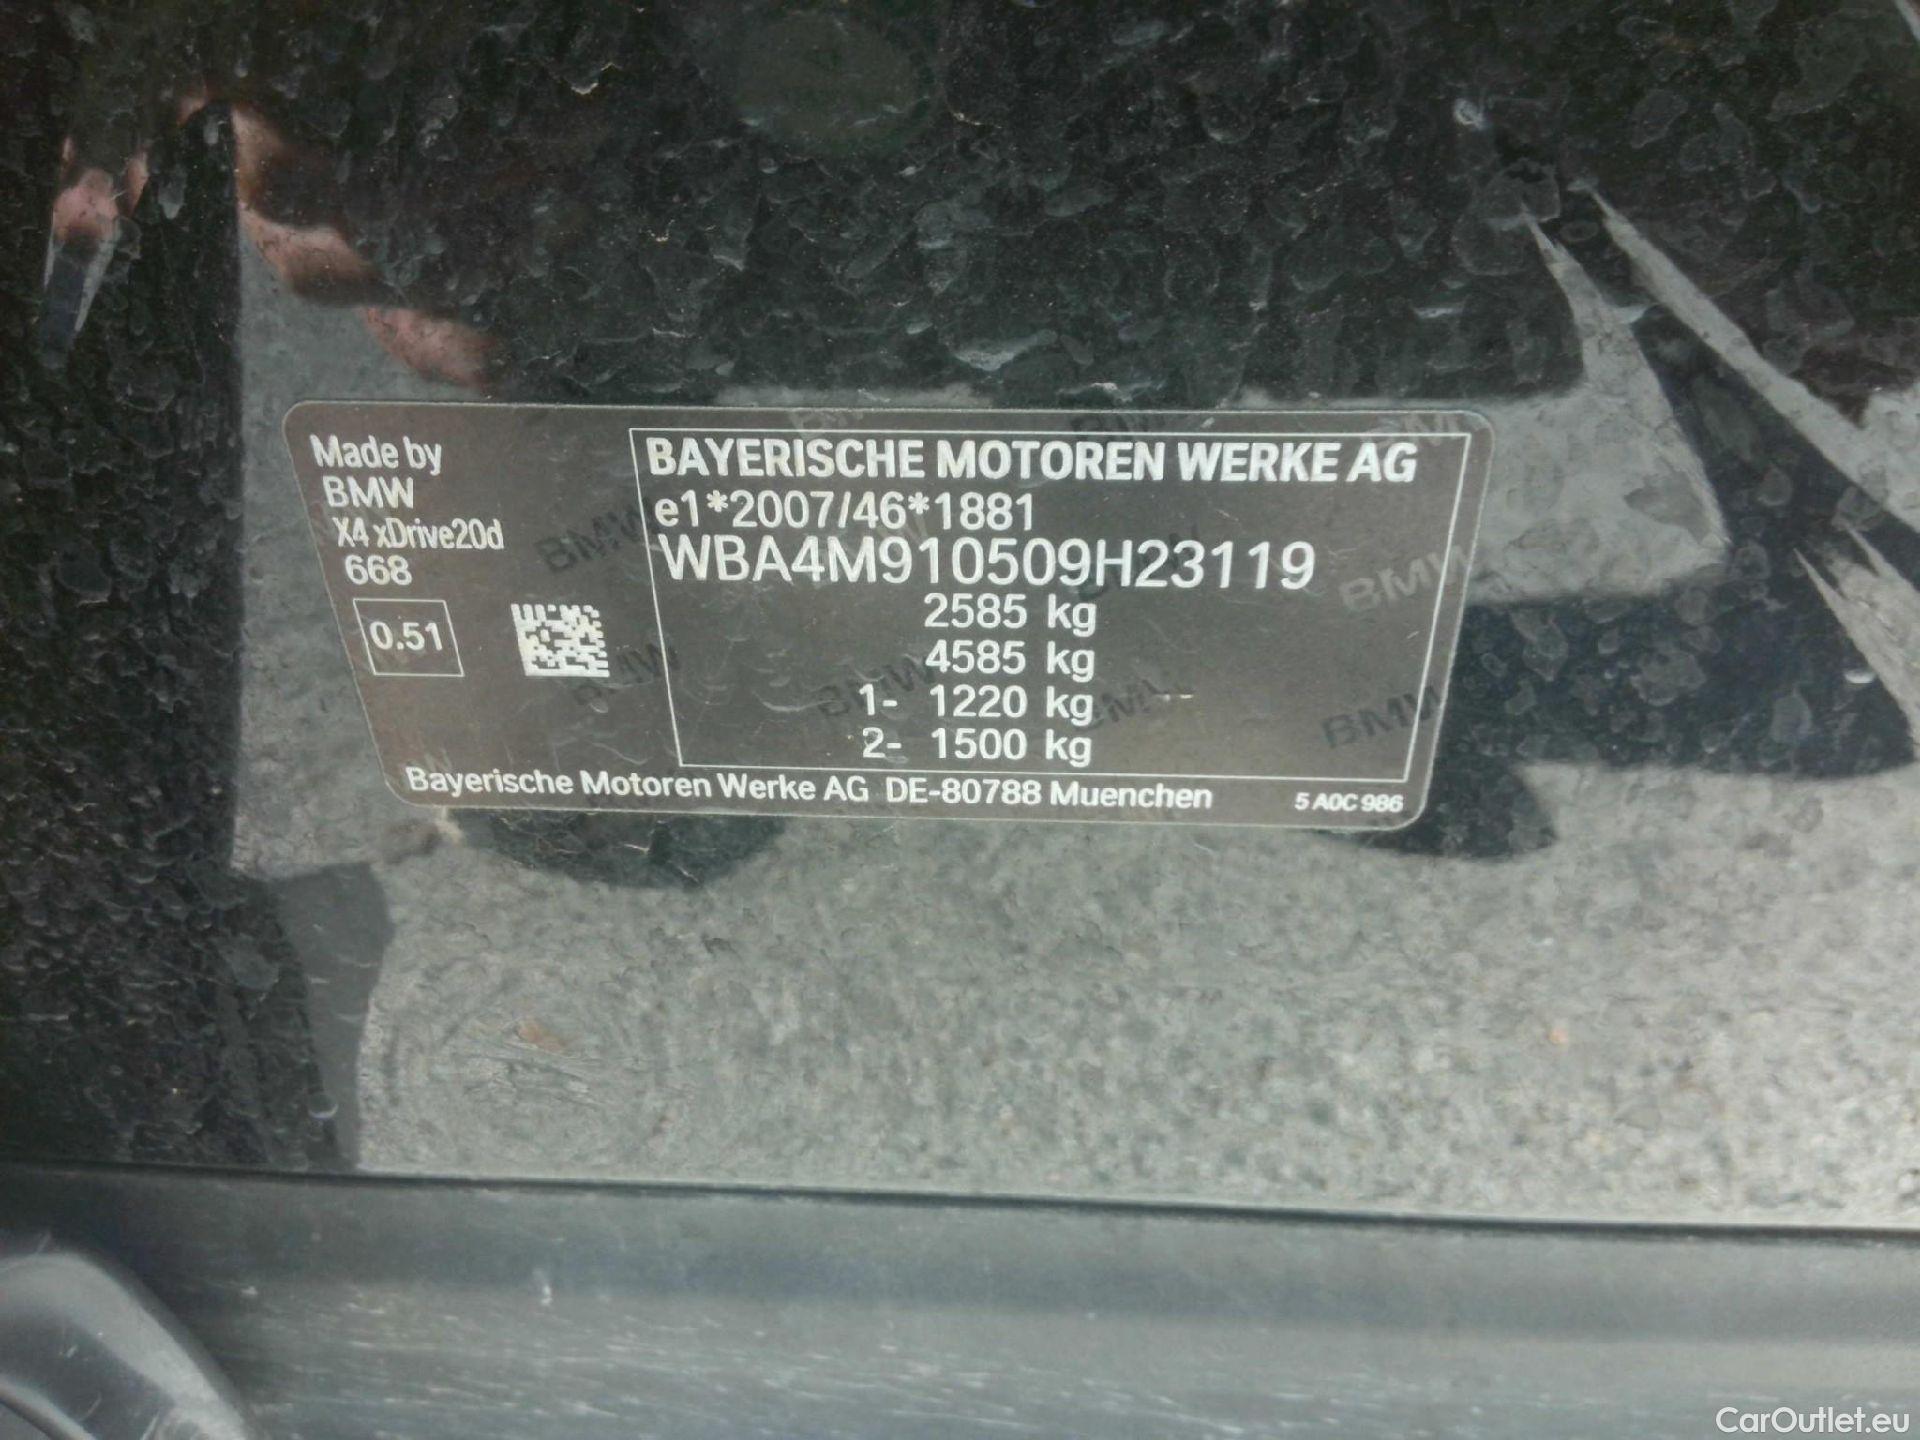 Made by
BMW
X4 xDrive20d
668
0.51
BAYERISCHE MOTOREN WERKE AG
e1*2007/46*1881
WBA4M910509H23119
2585 kg
4585 kg
1- 1220 kg
2- 1500 kg
Bayerische Motoren Werke AG DE-80788 Muenchen
5 A0C 986
CarOutlet.eu